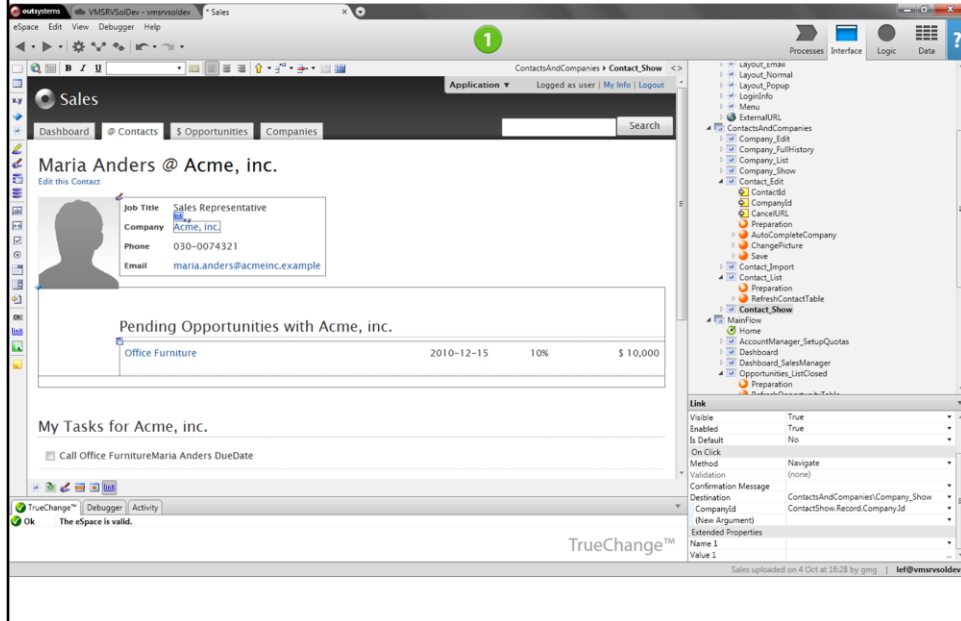 outsystems VMSRVSolDev - vmsrvsoldev * Sales
eSpace Edit View Debugger Help
1
Processes Interface Logic Data ?
B I U
ContactsAndCompanies Contact_Show <>
Application Logged as user | My Info | Logout
Sales
Dashboard @ Contacts $ Opportunities Companies Search
Maria Anders @ Acme, inc.
Edit this Contact
Job Title Sales Representative
Company Acme, inc.
Phone 030-0074321
Email maria.anders@acmeinc.example
Pending Opportunities with Acme, inc.
Office Furniture 2010-12-15 10% $ 10,000
My Tasks for Acme, inc.
Call Office FurnitureMaria Anders DueDate
Layout_Email
Layout_Normal
Layout_Popup
LoginInfo
Menu
ExternalURL
ContactsAndCompanies
Company_Edit
Company_FullHistory
Company_List
Company_Show
Contact_Edit
ContactId
CompanyId
CancelURL
Preparation
AutoCompleteCompany
ChangePicture
Save
Contact_Import
Contact_List
Preparation
RefreshContactTable
Contact_Show
MainFlow
Home
AccountManager_SetupQuotas
Dashboard
Dashboard_SalesManager
Opportunities_ListClosed
Preparation
RefreshOpportunityTable
Link
Visible True
Enabled True
Is Default No
On Click
Method Navigate
Validation (none)
Confirmation Message
Destination ContactsAndCompanies\Company_Show
CompanyId ContactShow.Record.Company.Id
(New Argument)
Extended Properties
Name 1
Value 1
TrueChange™ Debugger Activity
Ok The eSpace is valid.
TrueChange™
Sales uploaded on 4 Oct at 16:28 by gmg | lef@vmsrvsoldev